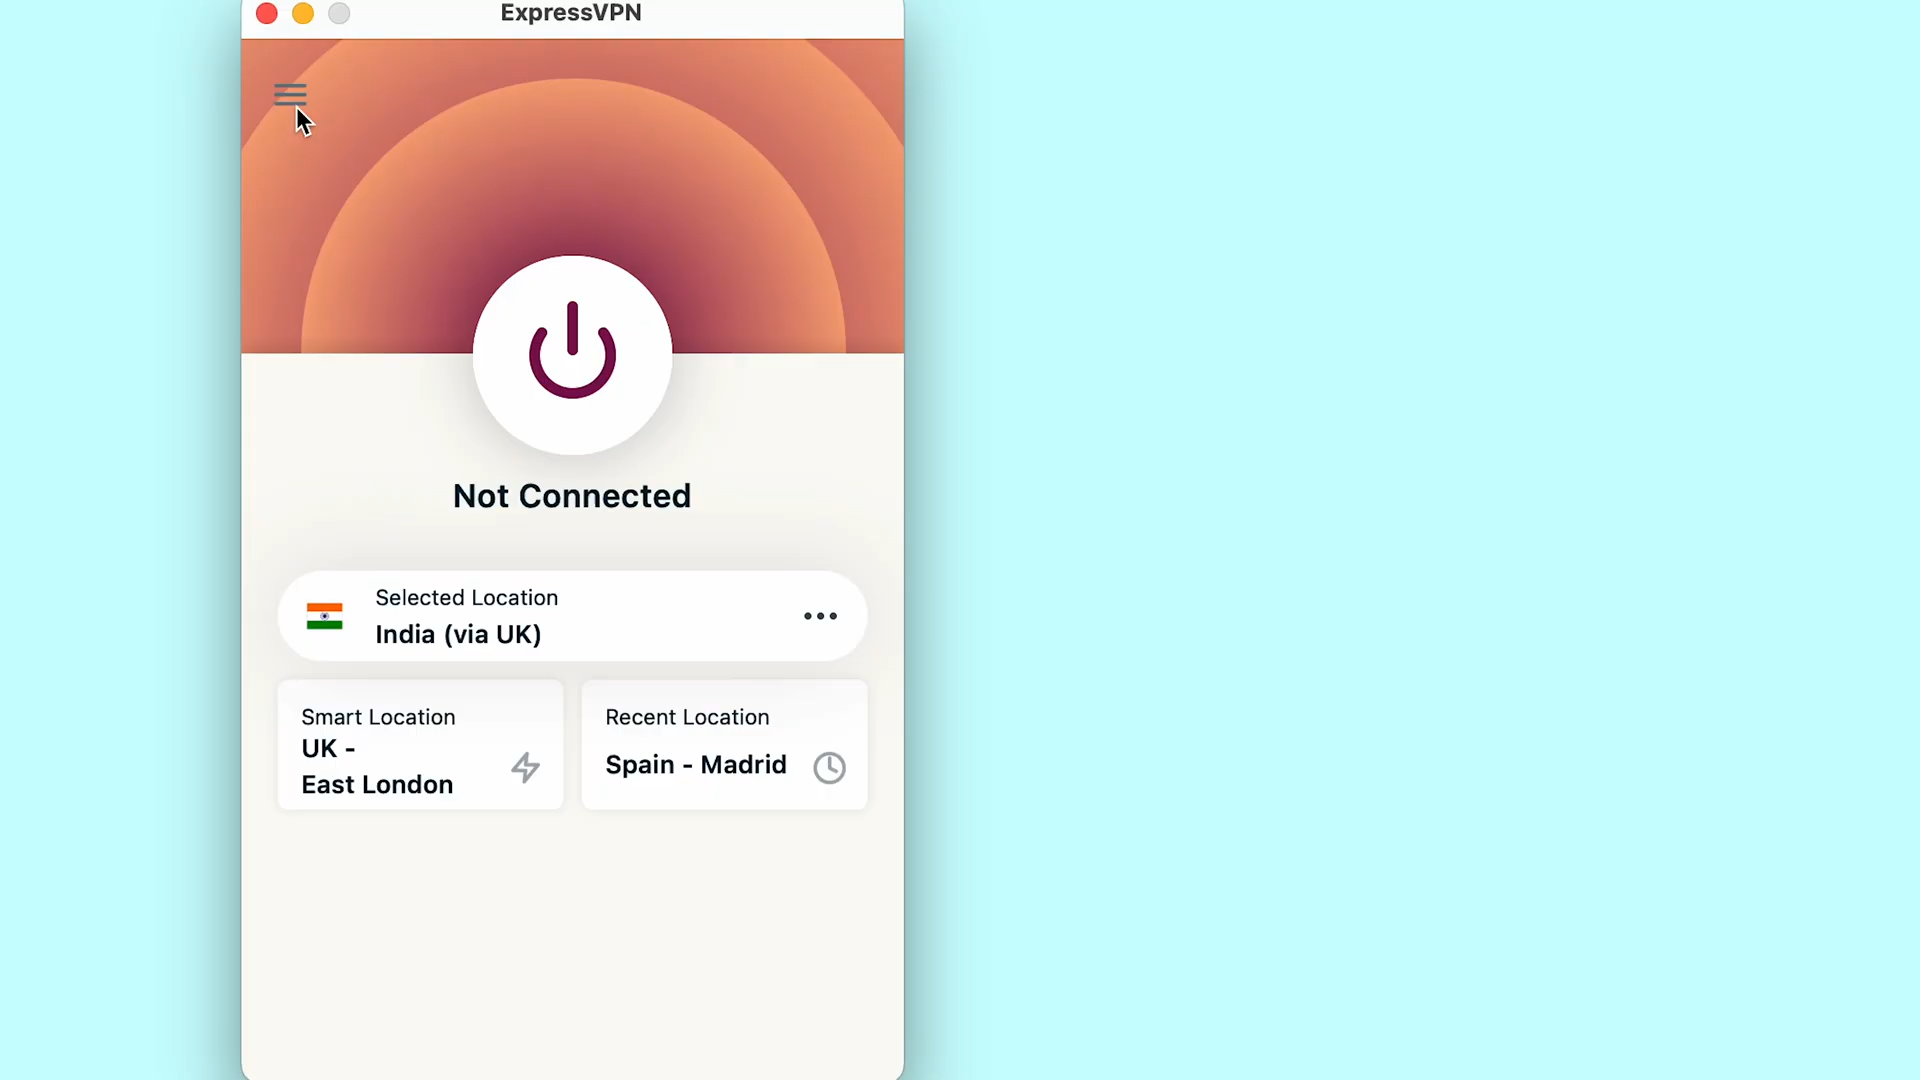 ExpressVPN
Not Connected
Selected Location
India (via UK)
Smart Location
UK -
East London
Recent Location
Spain - Madrid